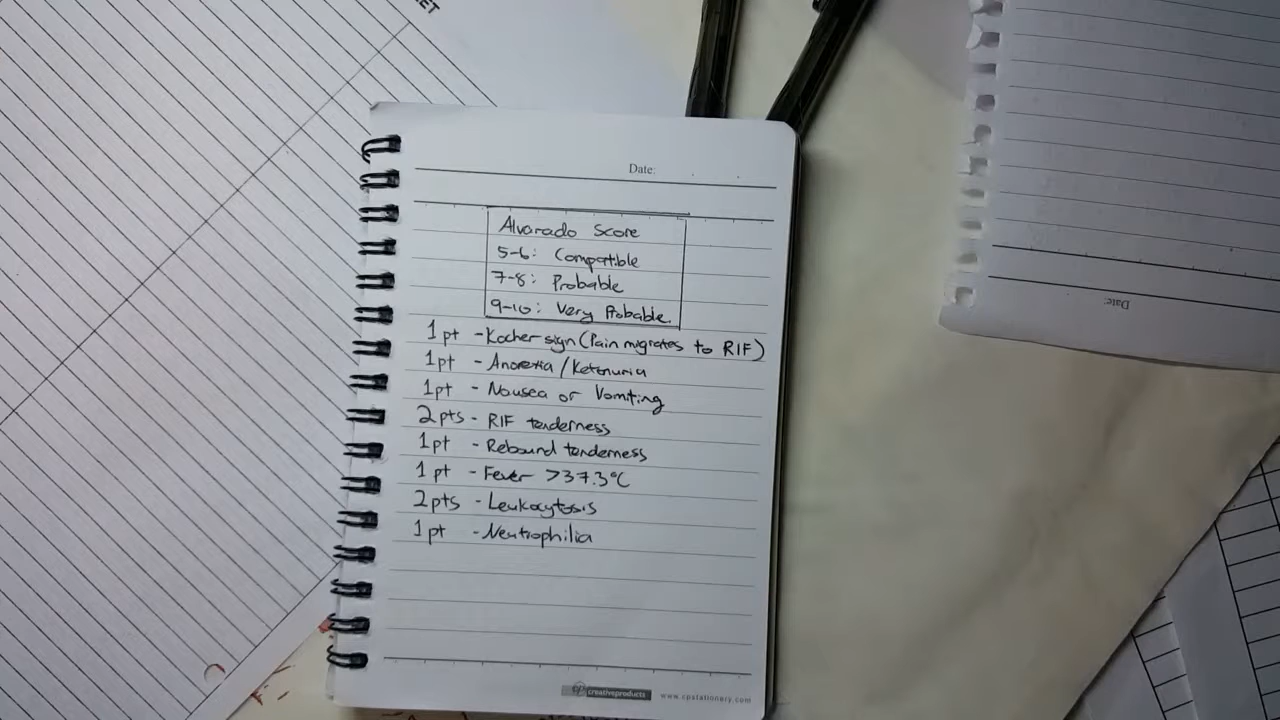 ET
Date:
Alvarado Score
5-6: Compatible
7-8: Probable
9-10: Very Probable.
1pt - Kocher sign (Pain migrates to RIF)
1pt - Anorexia/Ketonuria
1pt - Nausea or Vomting
2pts - RIF tenderness
1pt - Rebound tenderness
1pt - Fever >37.3°C
2pts - Leukocytosis
1pt - Neutrophilia
creativeproducts www.cpstationery.com
Date: